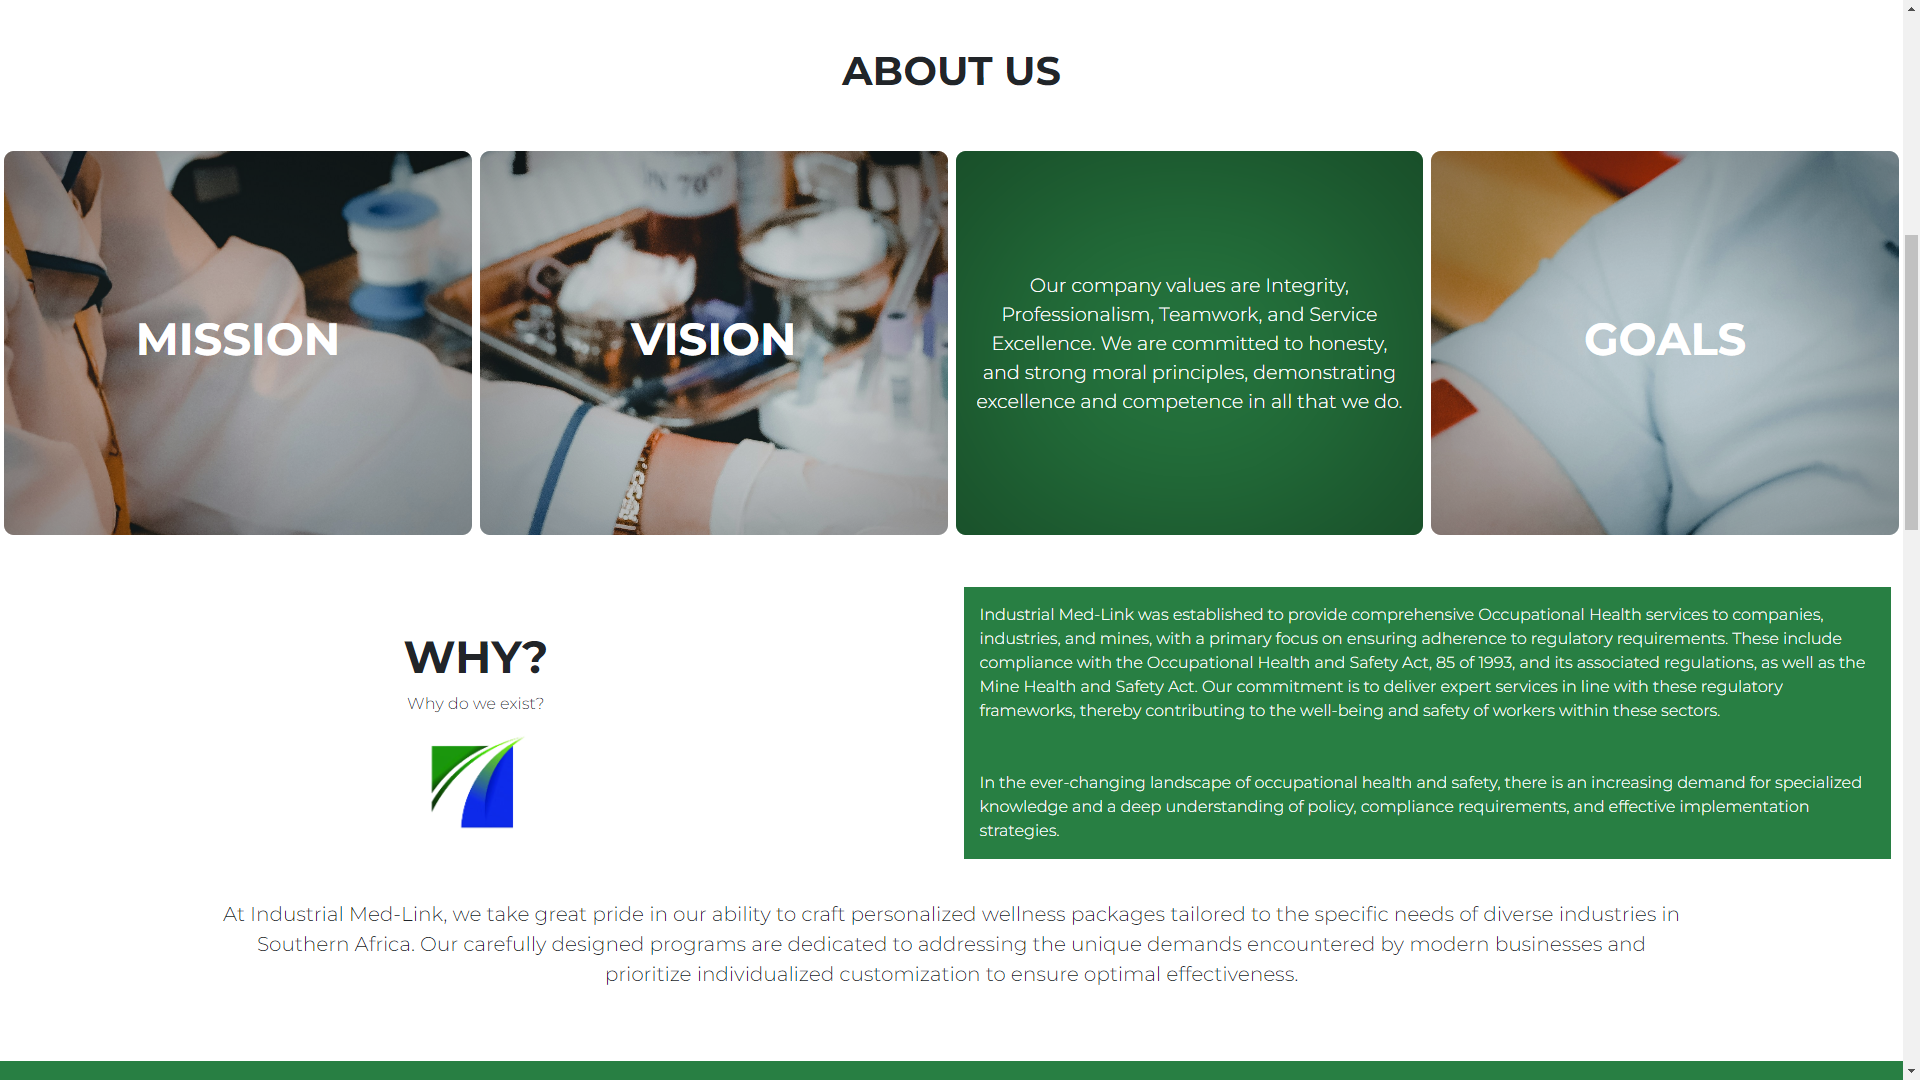 ABOUT US
MISSION
VISION
Our company values are Integrity,
Professionalism, Teamwork, and Service
Excellence. We are committed to honesty,
and strong moral principles, demonstrating
excellence and competence in all that we do.
GOALS
WHY?
Why do we exist?
Industrial Med-Link was established to provide comprehensive Occupational Health services to companies,
industries, and mines, with a primary focus on ensuring adherence to regulatory requirements. These include
compliance with the Occupational Health and Safety Act, 85 of 1993, and its associated regulations, as well as the
Mine Health and Safety Act. Our commitment is to deliver expert services in line with these regulatory
frameworks, thereby contributing to the well-being and safety of workers within these sectors.
In the ever-changing landscape of occupational health and safety, there is an increasing demand for specialized
knowledge and a deep understanding of policy, compliance requirements, and effective implementation
strategies.
At Industrial Med-Link, we take great pride in our ability to craft personalized wellness packages tailored to the specific needs of diverse industries in
Southern Africa. Our carefully designed programs are dedicated to addressing the unique demands encountered by modern businesses and
prioritize individualized customization to ensure optimal effectiveness.